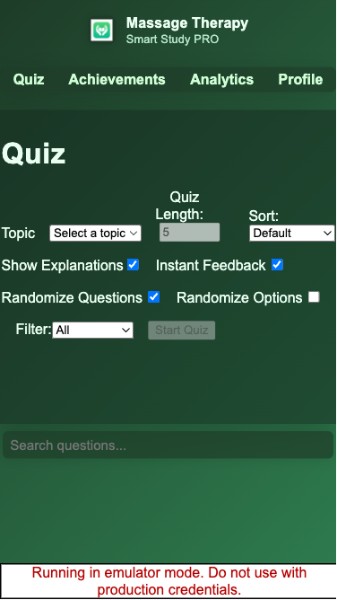 Massage Therapy
Smart Study PRO
Quiz Achievements Analytics Profile
Quiz
Topic Select a topic Quiz Length: 5 Sort: Default
Show Explanations Instant Feedback
Randomize Questions Randomize Options
Filter: All Start Quiz
Search questions...
Running in emulator mode. Do not use with
production credentials.